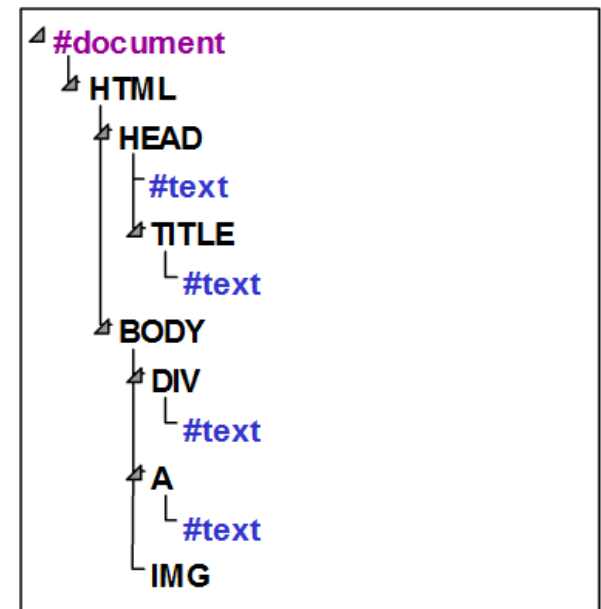 #document
HTML
HEAD
#text
TITLE
#text
BODY
DIV
#text
A
#text
IMG